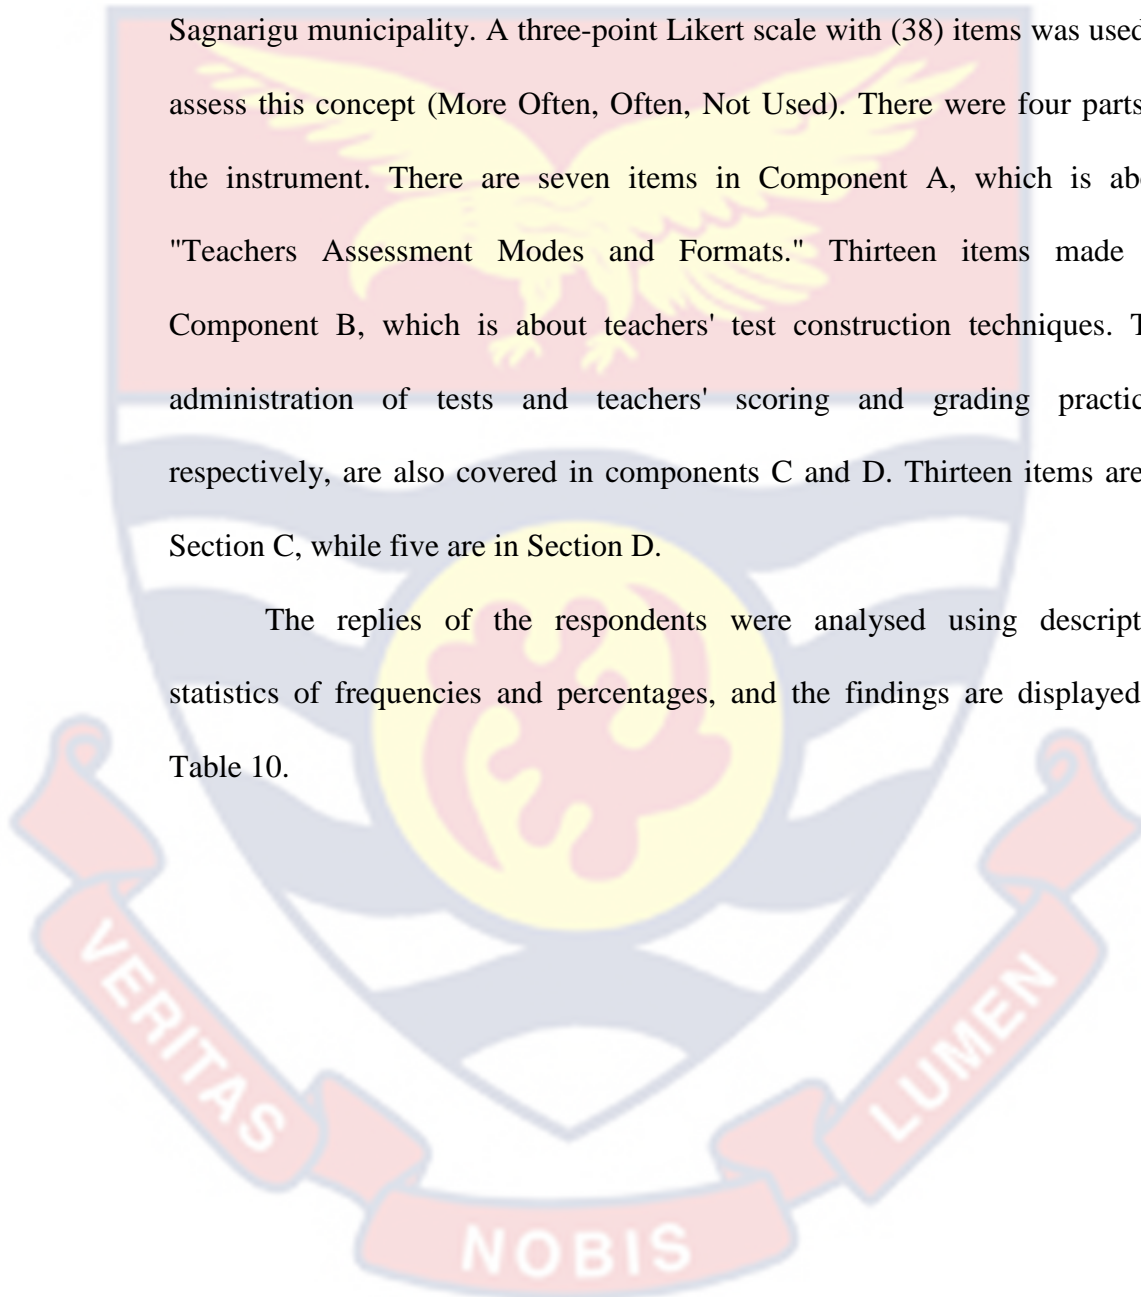 Sagnarigu municipality. A three-point Likert scale with (38) items was used
assess this concept (More Often, Often, Not Used). There were four parts
the instrument. There are seven items in Component A, which is
"Teachers Assessment Modes and Formats." Thirteen items made
Component B, which is about teachers' test construction techniques.
administration of tests and teachers' scoring and grading
respectively, are also covered in components C and D. Thirteen items are
Section C, while five are in Section D.
The replies of the respondents were analysed using
statistics of frequencies and percentages, and the findings are displayed
Table 10.
VERITAS
NOBIS
LUMEN